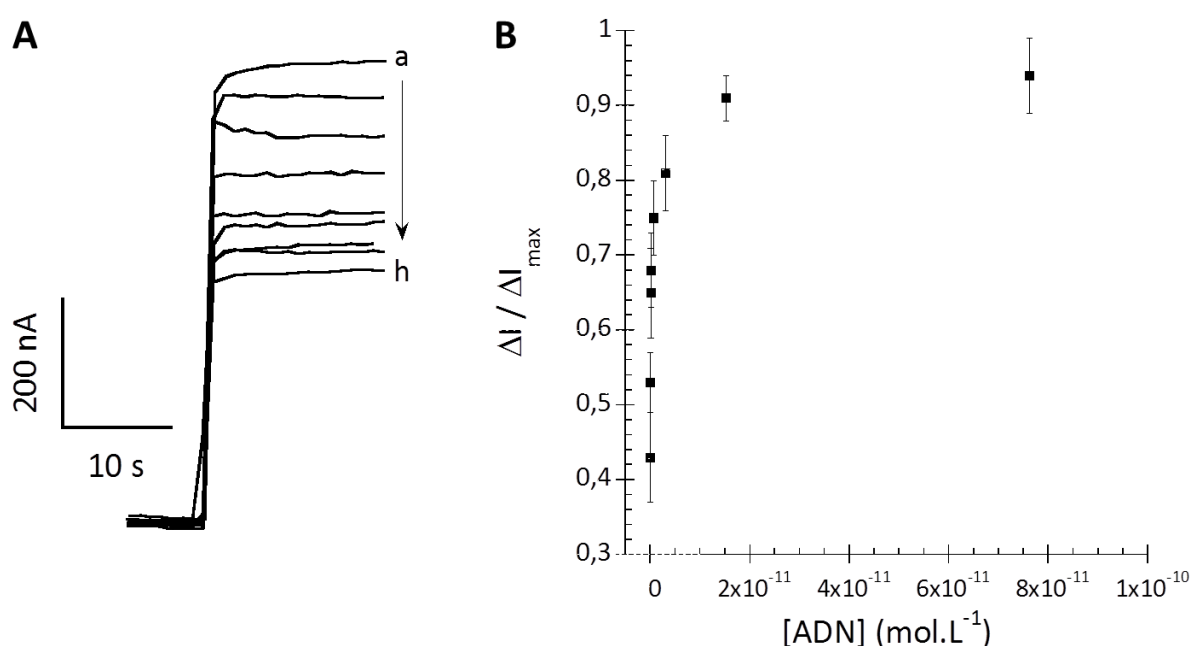 A
a
h
200 nA
10 s
B
1
0,9
0,8
0,7
0,6
0,5
0,4
0,3
ΔI / ΔImax
0 2x10-11 4x10-11 6x10-11 8x10-11 1x10-10
[ADN] (mol.L-1)